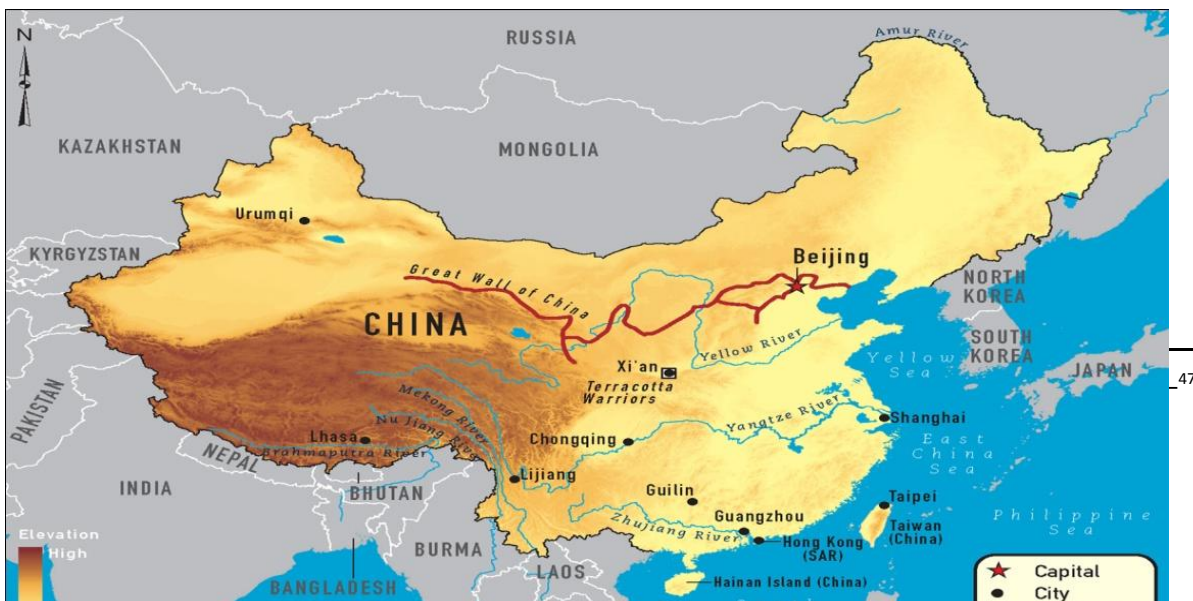 N
RUSSIA
Amur River
KAZAKHSTAN
MONGOLIA
Urumqi
KYRGYZSTAN
Great Wall of China
Beijing
NORTH
KOREA
CHINA
SOUTH
KOREA
Yellow River
Yellow
Sea
JAPAN
Xi'an
Terracotta
Warriors
47
PAKISTAN
Mekong River
Nu Jiang River
Yangtze River
Shanghai
Lhasa
Chongqing
East
China
Sea
Brahmaputra River
NEPAL
Lijiang
INDIA
BHUTAN
Guilin
Taipei
Guangzhou
Zhujiang River
Taiwan
(China)
Philippine
Sea
Elevation
High
BURMA
Hong Kong
(SAR)
LAOS
BANGLADESH
Hainan Island (China)
Capital
City